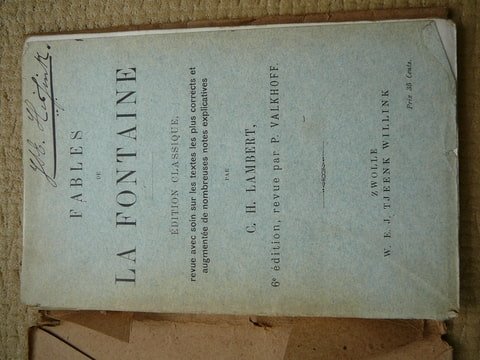 FABLES
DE
LA FONTAINE
ÉDITION CLASSIQUE,
revue avec soin sur les textes les plus corrects et
augmentée de nombreuses notes explicatives
PAR
C. H. LAMBERT,
6e édition, revue par P. VALKHOFF.
ZWOLLE
W. E. J. TJEENK WILLINK
Prix 35 Cents.